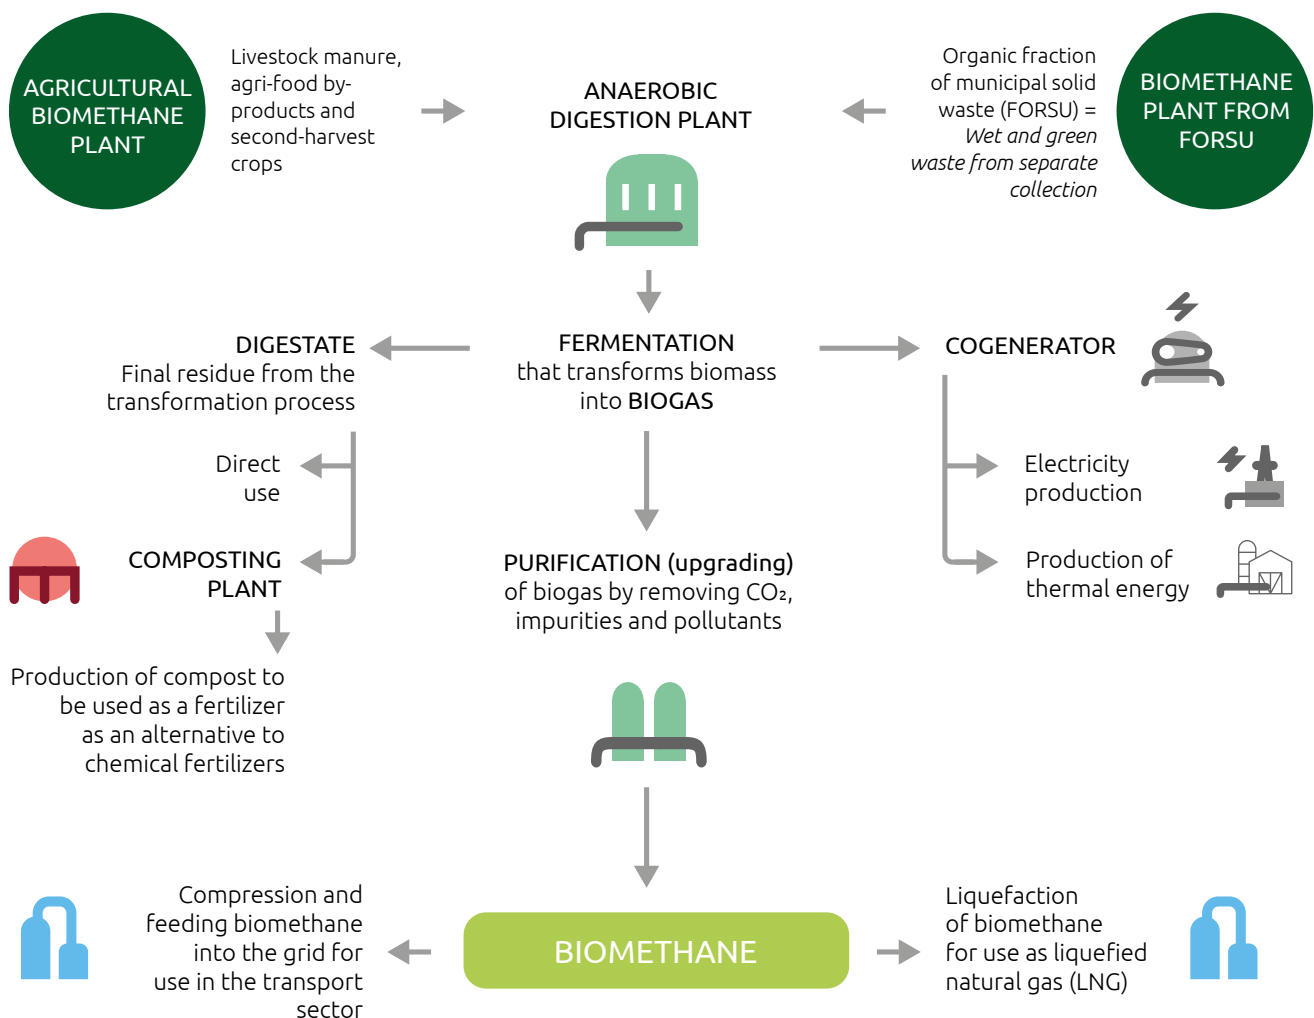 AGRICULTURAL
BIOMETHANE
PLANT
Livestock manure,
agri-food by-
products and
second-harvest
crops
ANAEROBIC
DIGESTION PLANT
Organic fraction
of municipal solid
waste (FORSU) =
Wet and green
waste from separate
collection
BIOMETHANE
PLANT FROM
FORSU
DIGESTATE
Final residue from the
transformation process
FERMENTATION
that transforms biomass
into BIOGAS
COGENERATOR
Direct
use
Electricity
production
COMPOSTING
PLANT
PURIFICATION (upgrading)
of biogas by removing CO₂,
impurities and pollutants
Production of
thermal energy
Production of compost to
be used as a fertilizer
as an alternative to
chemical fertilizers
Compression and
feeding biomethane
into the grid for
use in the transport
sector
BIOMETHANE
Liquefaction
of biomethane
for use as liquefied
natural gas (LNG)